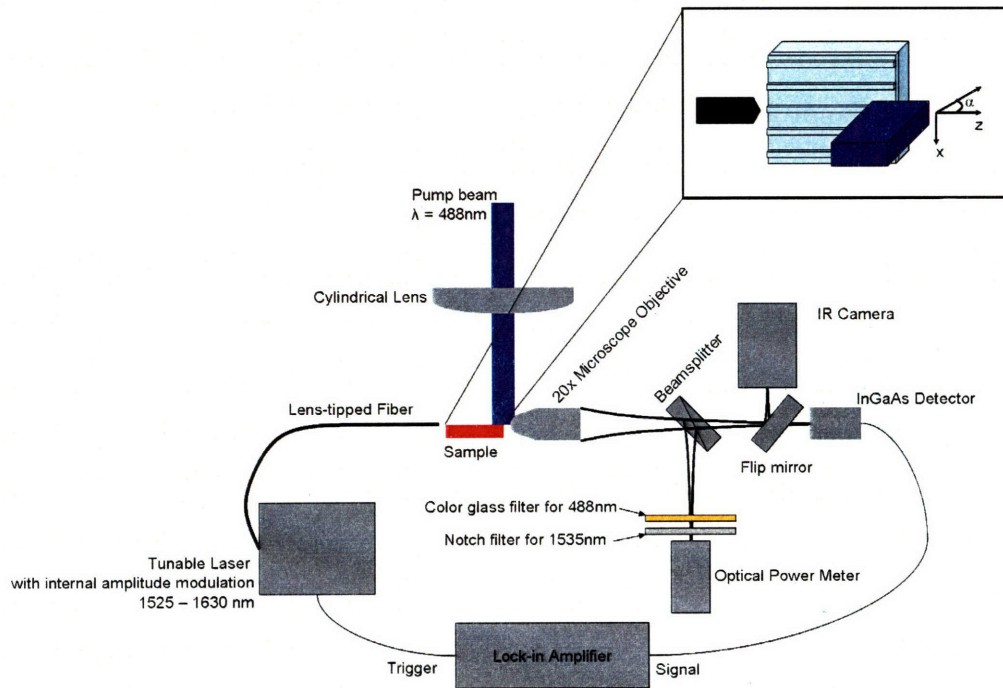 α
z
x
Pump beam
λ = 488nm
Cylindrical Lens
20x Microscope Objective
Beamsplitter
IR Camera
InGaAs Detector
Lens-tipped Fiber
Sample
Flip mirror
Color glass filter for 488nm
Notch filter for 1535nm
Optical Power Meter
Tunable Laser
with internal amplitude modulation
1525 – 1630 nm
Lock-in Amplifier
Trigger
Signal